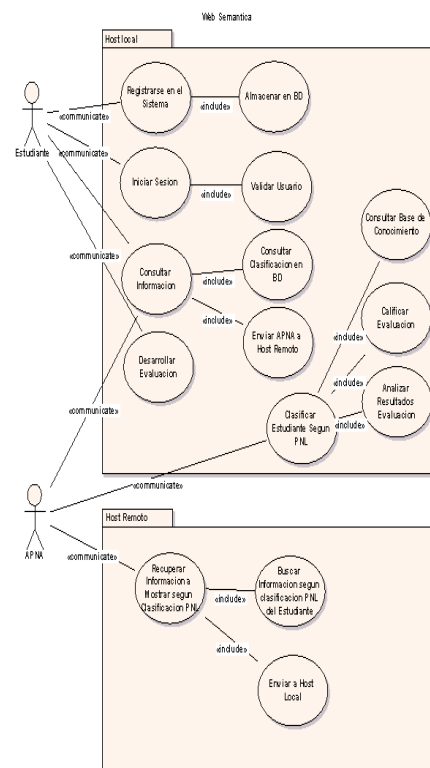 Web Semantica
Host local
Registrarse en el
Sistema
«include»
Almacenar en BD
Estudiante
«communicate»
«communicate»
Iniciar Sesion
«include»
Validar Usuario
Consultar Base de
Conocimiento
«communicate»
Consultar
Informacion
«include»
Consultar
Clasificacion en
BD
«include»
Enviar APNA a
Host Remoto
Calificar
Evaluacion
«include»
Desarrollar
Evaluacion
«include»
Analizar
Resultados
Evaluacion
«communicate»
Clasificar
Estudiante Segun
PNL
«include»
«communicate»
APNA
Host Remoto
«communicate»
Recuperar
Informacion a
Mostrar segun
Clasificacion PNL
«include»
Buscar
Informacion segun
clasificacion PNL
del Estudiante
«include»
Enviar a Host
Local